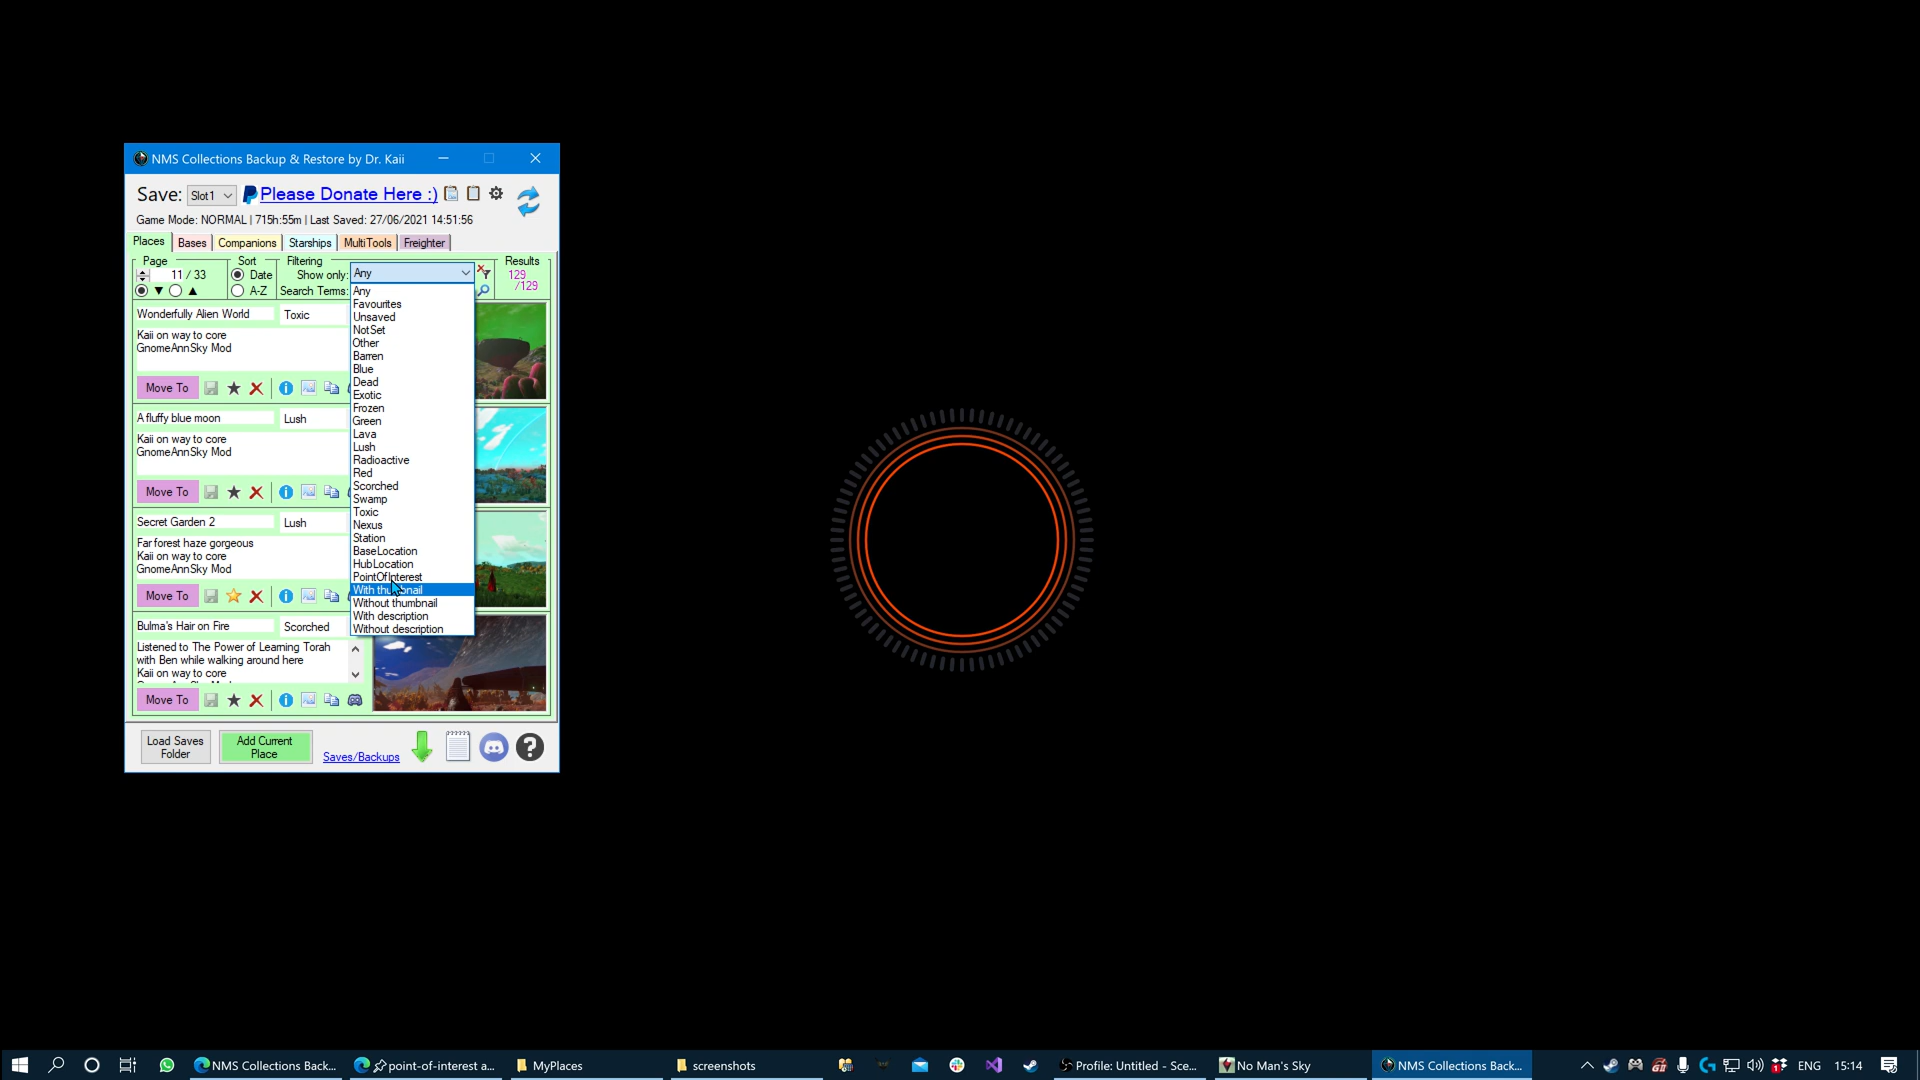 NMS Collections Backup & Restore by Dr. Kaii
Save: Slot1 Please Donate Here :)
Game Mode: NORMAL | 715h:55m | Last Saved: 27/06/2021 14:51:56
Places Bases Companions Starships MultiTools Freighter
Page Sort Filtering Results
11 / 33 Date Show only: Any 129
A-Z Search Terms: /129
Any
Favourites
Unsaved
NotSet
Other
Barren
Blue
Dead
Exotic
Frozen
Green
Lava
Lush
Radioactive
Red
Scorched
Swamp
Toxic
Nexus
Station
BaseLocation
HubLocation
PointOfInterest
With thumbnail
Without thumbnail
With description
Without description
Wonderfully Alien World Toxic
Kaii on way to core
GnomeAnnSky Mod
Move To
A fluffy blue moon Lush
Kaii on way to core
GnomeAnnSky Mod
Move To
Secret Garden 2 Lush
Far forest haze gorgeous
Kaii on way to core
GnomeAnnSky Mod
Move To
Bulma's Hair on Fire Scorched
Listened to The Power of Learning Torah
with Ben while walking around here
Kaii on way to core
Move To
Load Saves
Folder
Add Current
Place
Saves/Backups
NMS Collections Back... point-of-interest a... MyPlaces screenshots Profile: Untitled - Sce... No Man's Sky NMS Collections Back... ENG 15:14